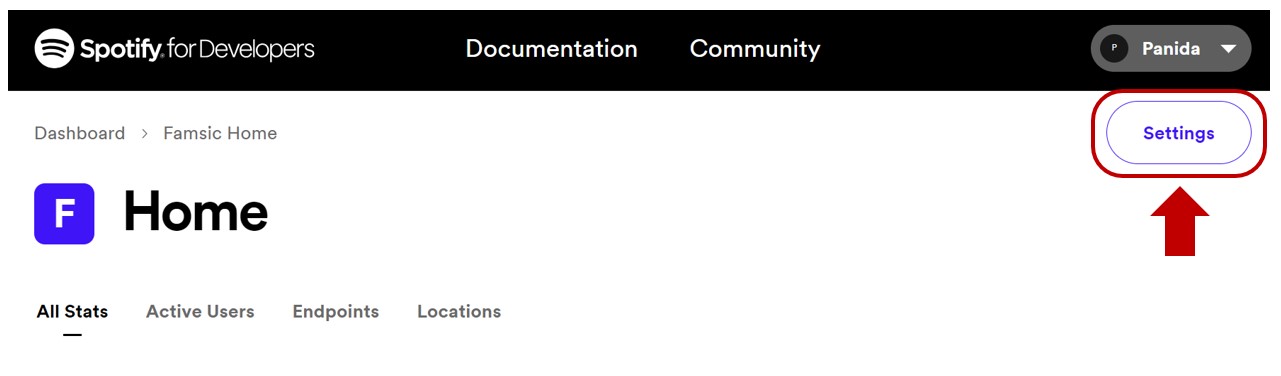 Spotify for Developers Documentation Community P Panida
Dashboard > Famsic Home Settings
F Home
All Stats Active Users Endpoints Locations